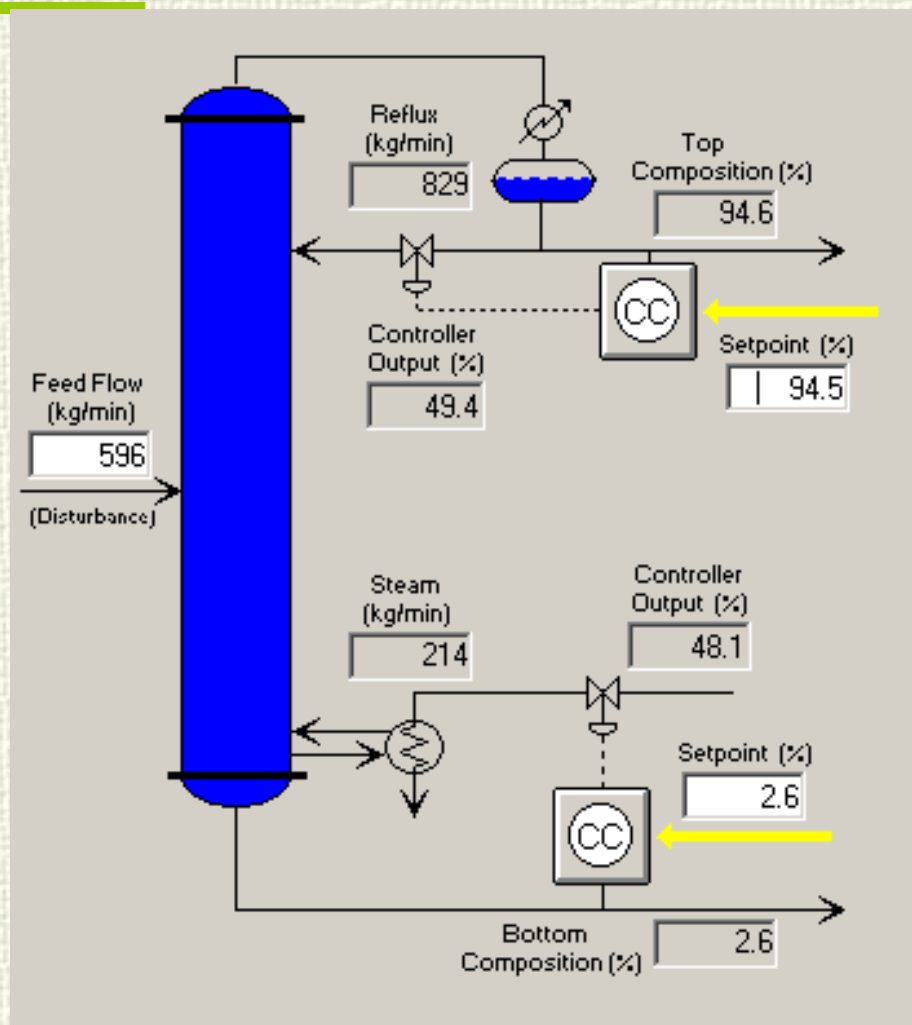 Reflux
(kg/min)
829
Top
Composition (%)
94.6
CC
Controller
Output (%)
49.4
Setpoint (%)
94.5
Feed Flow
(kg/min)
596
(Disturbance)
Steam
(kg/min)
214
Controller
Output (%)
48.1
Setpoint (%)
2.6
CC
Bottom
Composition (%)
2.6